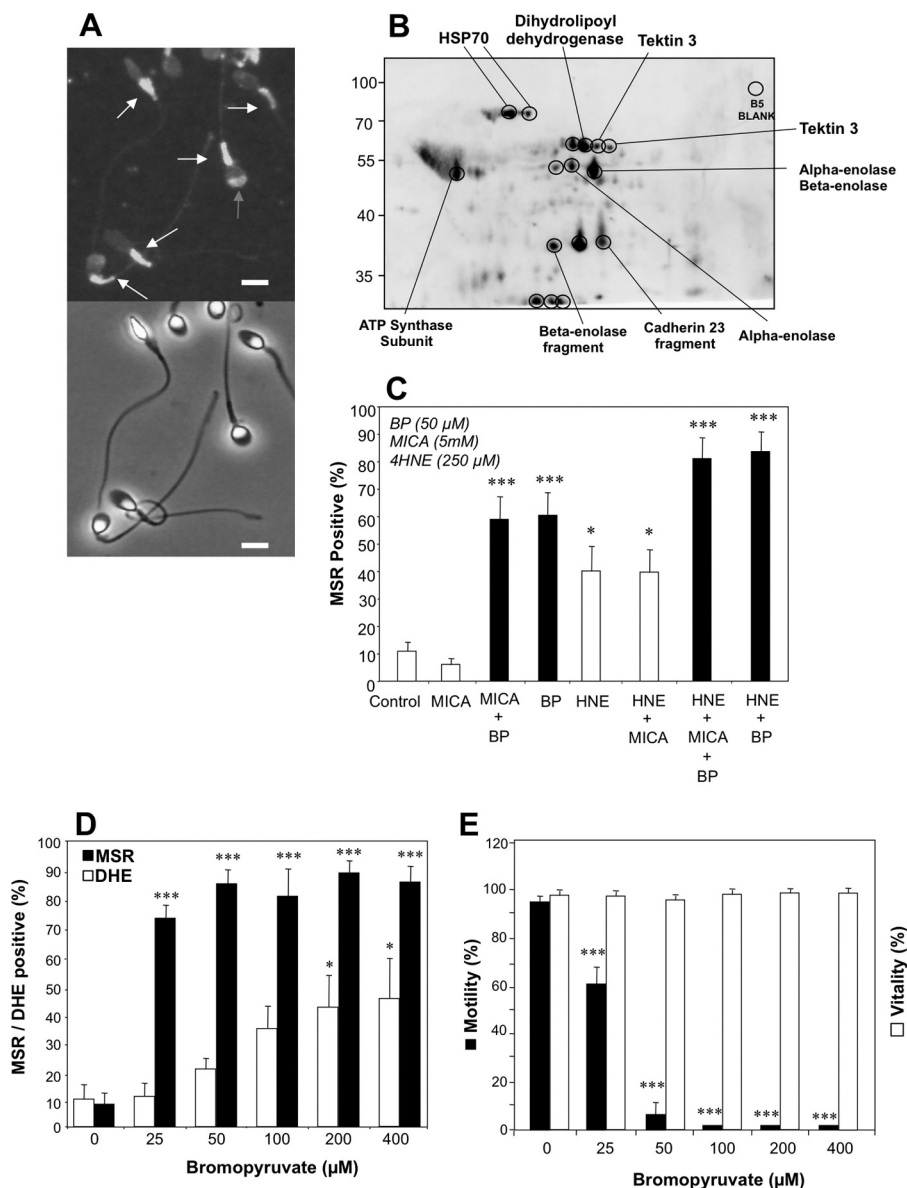 A
B
HSP70
Dihydrolipoyl
dehydrogenase
Tektin 3
100
70
55
40
35
B5
BLANK
Tektin 3
Alpha-enolase
Beta-enolase
ATP Synthase
Subunit
Beta-enolase
fragment
Cadherin 23
fragment
Alpha-enolase
C
MSR Positive (%)
100
90
80
70
60
50
40
30
20
10
0
BP (50 µM)
MICA (5mM)
4HNE (250 µM)
***
***
*
*
***
***
Control
MICA
MICA
+
BP
BP
HNE
HNE
+
MICA
HNE
+
MICA
+
BP
HNE
+
BP
D
MSR / DHE positive (%)
100
90
80
70
60
50
40
30
20
10
0
MSR
DHE
***
***
***
***
***
*
*
0 25 50 100 200 400
Bromopyruvate (µM)
E
Motility (%)
120
100
80
60
40
20
0
***
***
***
***
***
0 25 50 100 200 400
Bromopyruvate (µM)
Vitality (%)